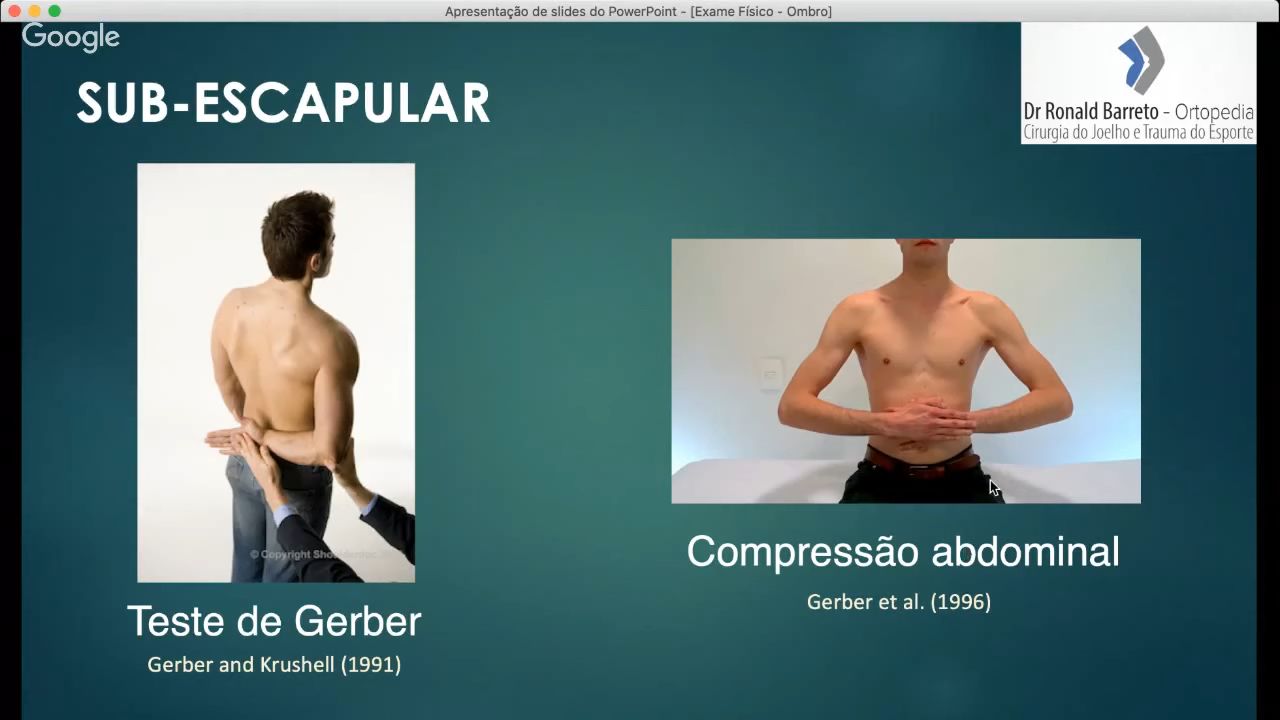 Apresentação de slides do PowerPoint - [Exame Físico - Ombro]
Google
SUB-ESCAPULAR
Dr Ronald Barreto - Ortopedia
Cirurgia do Joelho e Trauma do Esporte
© Copyright
Teste de Gerber
Gerber and Krushell (1991)
Compressão abdominal
Gerber et al. (1996)